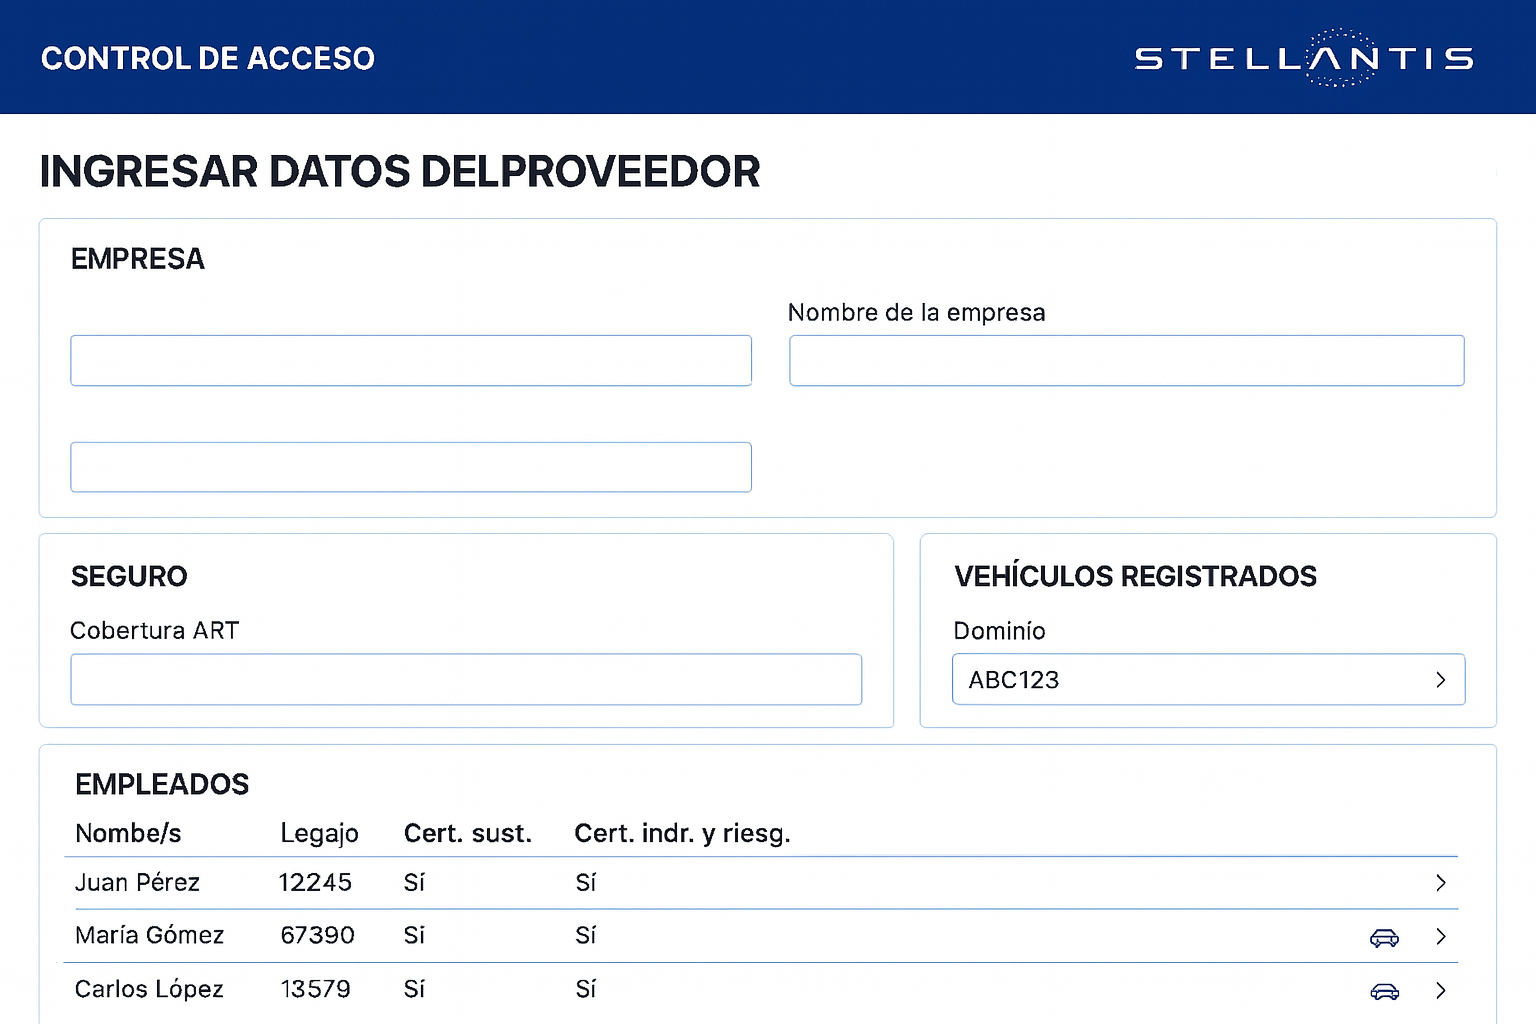 CONTROL DE ACCESO
STELLANTIS
INGRESAR DATOS DELPROVEEDOR
EMPRESA
Nombre de la empresa
SEGURO
Cobertura ART
VEHÍCULOS REGISTRADOS
Dominío
ABC123
EMPLEADOS
Nombe/s Legajo Cert. sust. Cert. indr. y riesg.
Juan Pérez 12245 Sí Sí
María Gómez 67390 Sí Sí
Carlos López 13579 Sí Sí